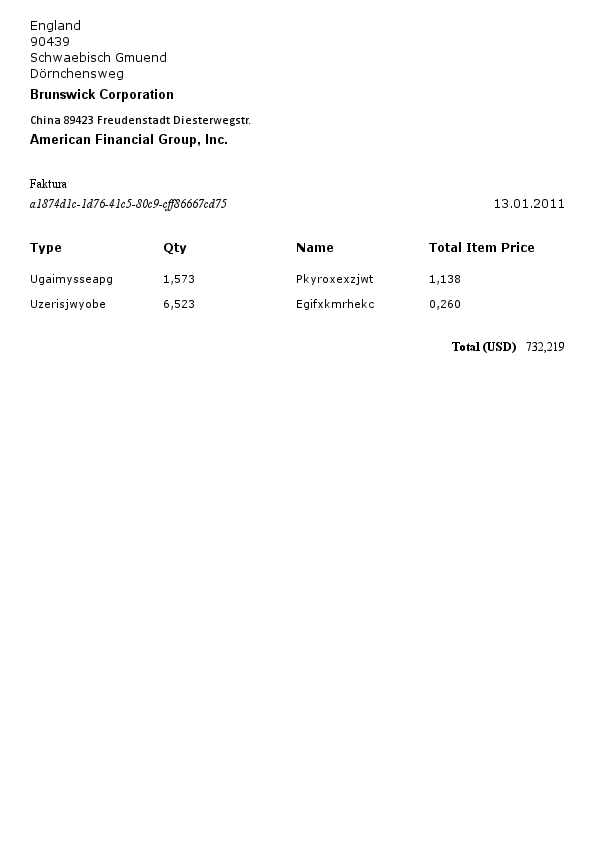 England
90439
Schwaebisch Gmuend
Dörnchensweg
Brunswick Corporation
China 89423 Freudenstadt Diesterwegstr.
American Financial Group, Inc.
Faktura
a1874d1c-1d76-41c5-80c9-cff86667cd75 13.01.2011
Type Qty Name Total Item Price
Ugaimysseapg 1,573 Pkyroxexzjwt 1,138
Uzerisjwyobe 6,523 Egifxkmrhekc 0,260
Total (USD) 732,219